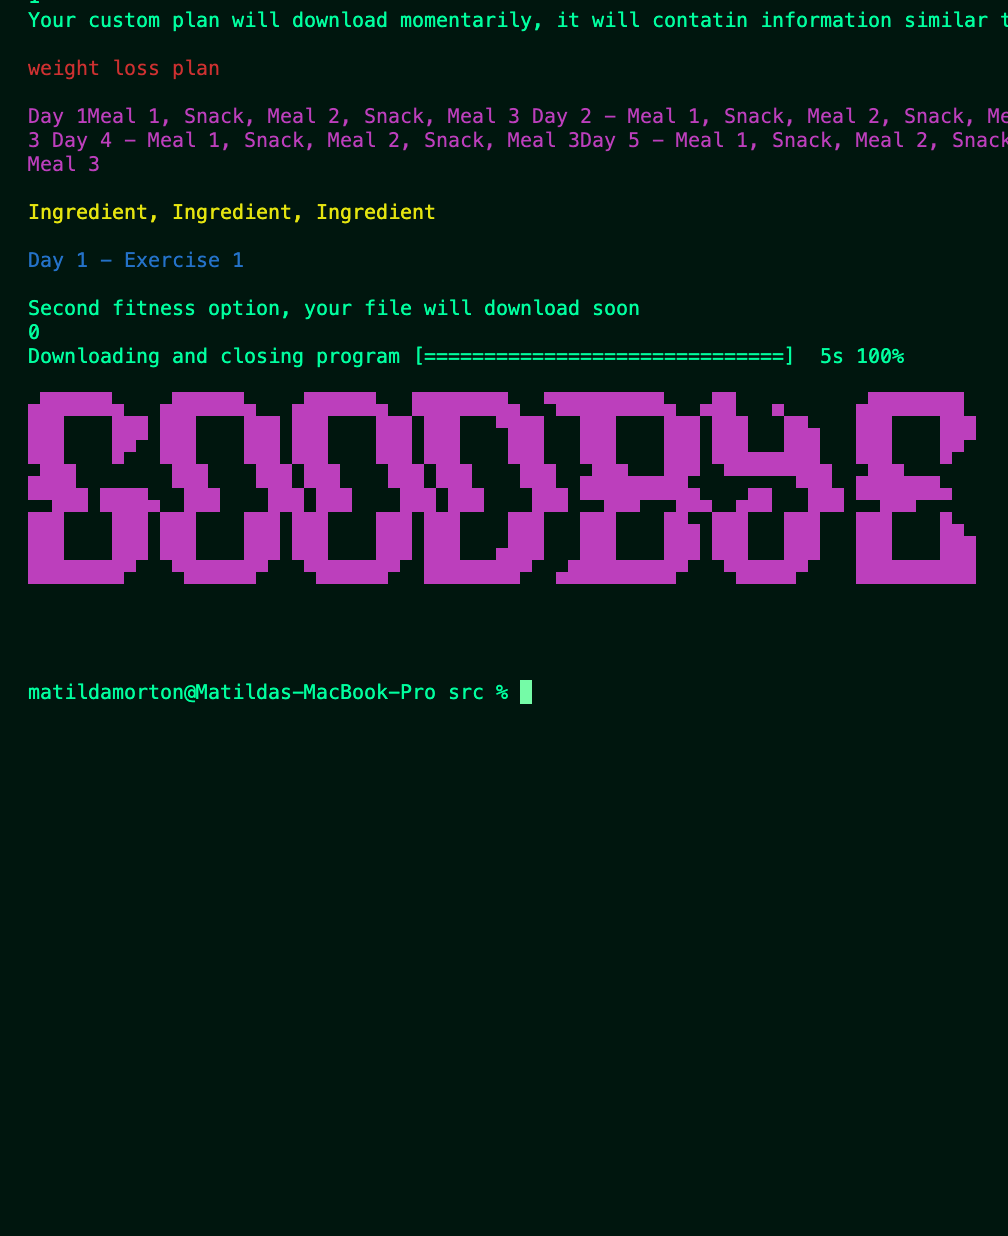 Your custom plan will download momentarily, it will contatin information similar
weight loss plan
Day 1Meal 1, Snack, Meal 2, Snack, Meal 3 Day 2 – Meal 1, Snack, Meal 2, Snack,
3 Day 4 – Meal 1, Snack, Meal 2, Snack, Meal 3Day 5 – Meal 1, Snack, Meal 2, Snack
Meal 3
Ingredient, Ingredient, Ingredient
Day 1 – Exercise 1
Second fitness option, your file will download soon
0
Downloading and closing program [==============================]  5s 100%
GOODBYE
matildamorton@Matildas-MacBook-Pro src %